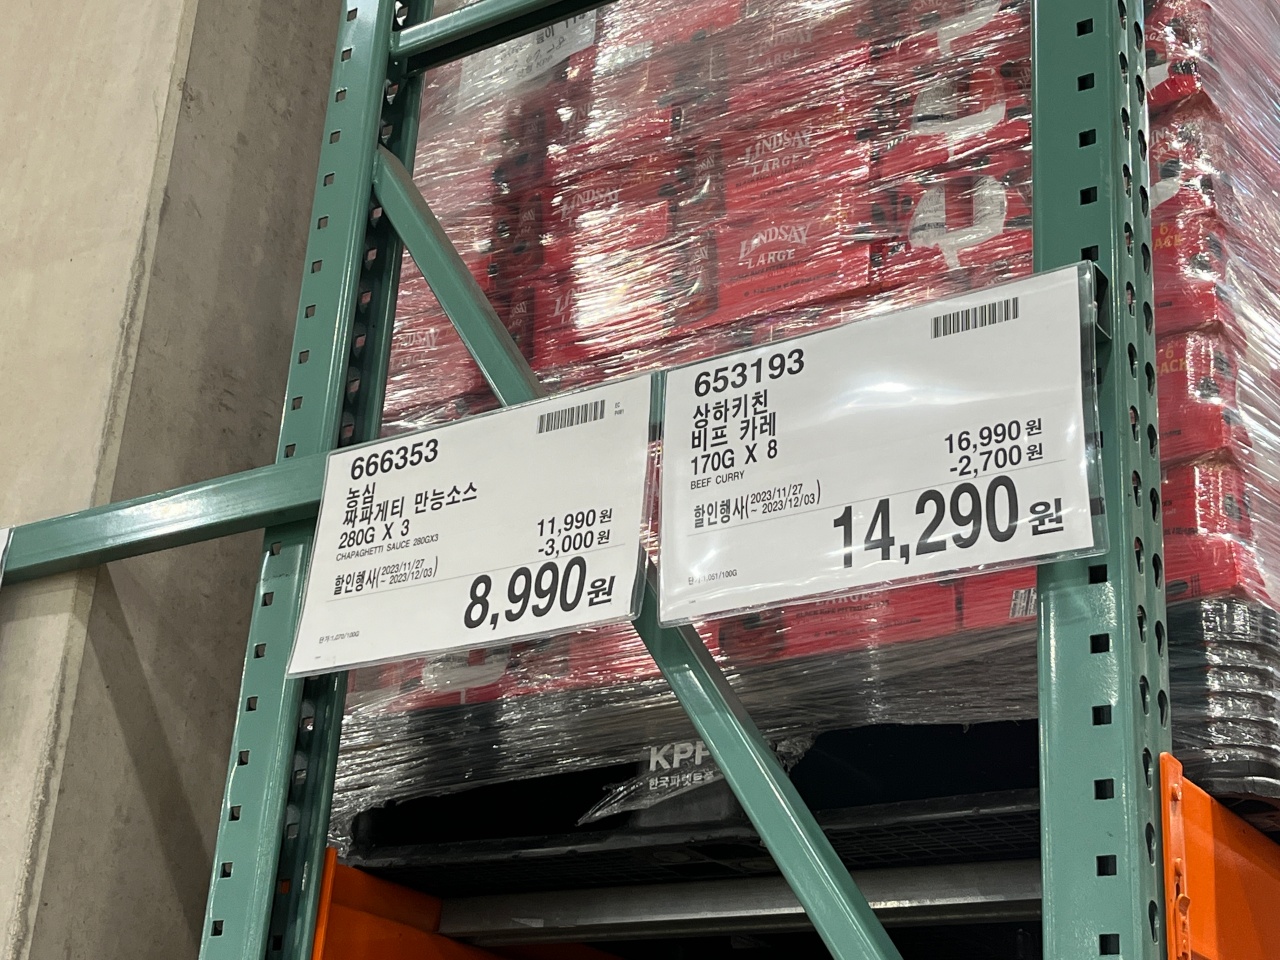 LINDSAY
LARGE
LINDSAY
LINDSAY
LARGE
666353
농심
짜파게티 만능소스
280G X 3
CHAPAGHETTI SAUCE 280GX3
11,990원
-3,000원
할인행사(2023/11/27
~ 2023/12/03)
8,990원
653193
상하키친
비프 카레
170G X 8
BEEF CURRY
16,990원
-2,700원
할인행사(2023/11/27
~ 2023/12/03)
14,290원
KPP